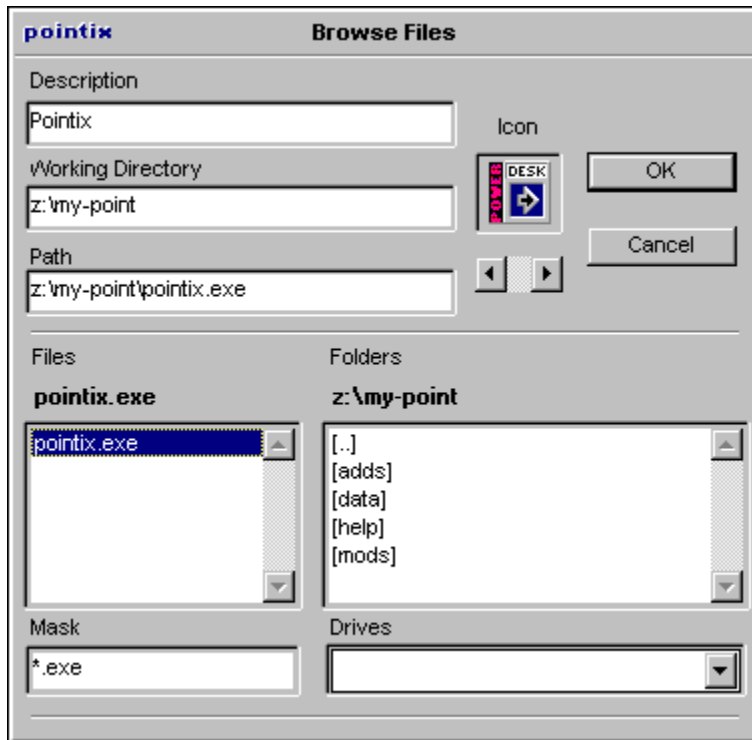 pointix Browse Files
Description
Pointix
Icon
POWER
DESK
OK
Working Directory
z:\my-point
Cancel
Path
z:\my-point\pointix.exe
Files Folders
pointix.exe z:\my-point
pointix.exe
[..]
[adds]
[data]
[help]
[mods]
Mask Drives
*.exe